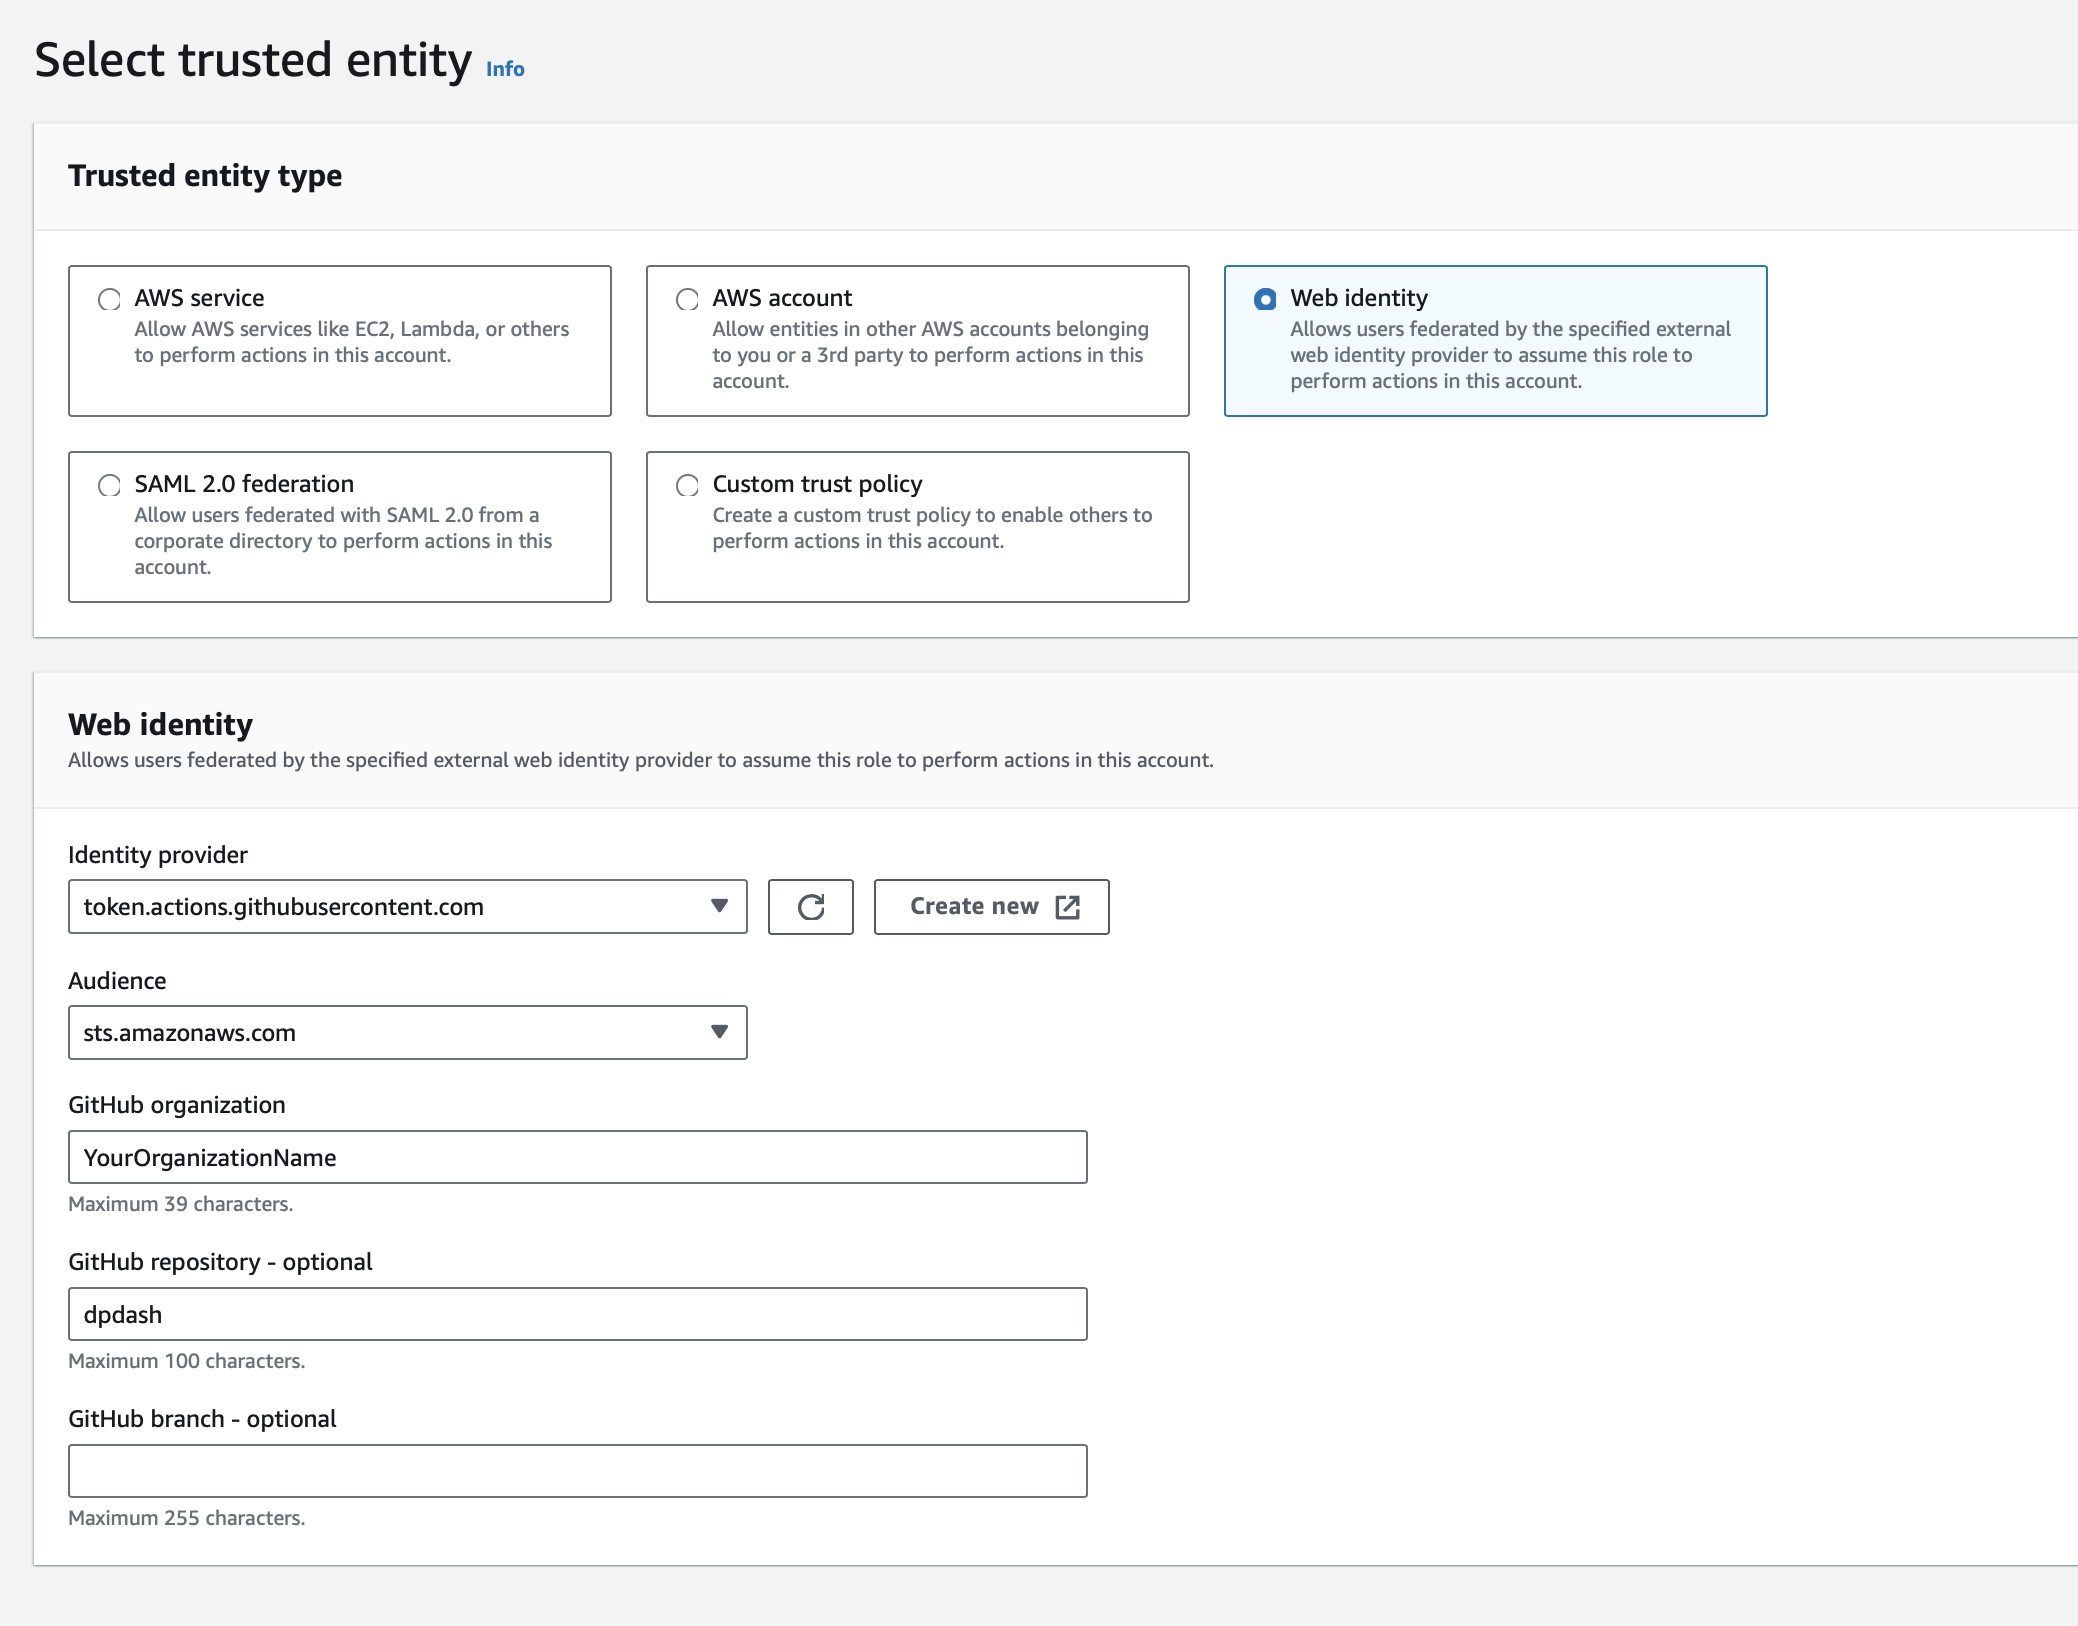 Select trusted entity Info
Trusted entity type
AWS service
Allow AWS services like EC2, Lambda, or others
to perform actions in this account.
AWS account
Allow entities in other AWS accounts belonging
to you or a 3rd party to perform actions in this
account.
Web identity
Allows users federated by the specified external
web identity provider to assume this role to
perform actions in this account.
SAML 2.0 federation
Allow users federated with SAML 2.0 from a
corporate directory to perform actions in this
account.
Custom trust policy
Create a custom trust policy to enable others to
perform actions in this account.
Web identity
Allows users federated by the specified external web identity provider to assume this role to perform actions in this account.
Identity provider
token.actions.githubusercontent.com
Create new
Audience
sts.amazonaws.com
GitHub organization
YourOrganizationName
Maximum 39 characters.
GitHub repository - optional
dpdash
Maximum 100 characters.
GitHub branch - optional
Maximum 255 characters.